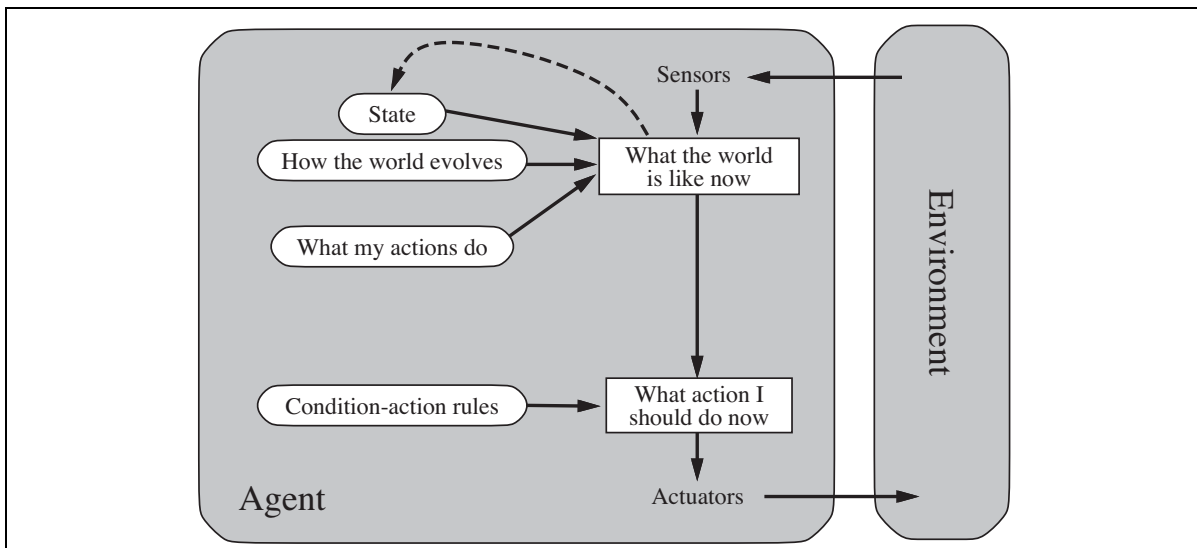 Sensors
State
How the world evolves
What the world
is like now
What my actions do
Environment
Condition-action rules
What action I
should do now
Agent
Actuators